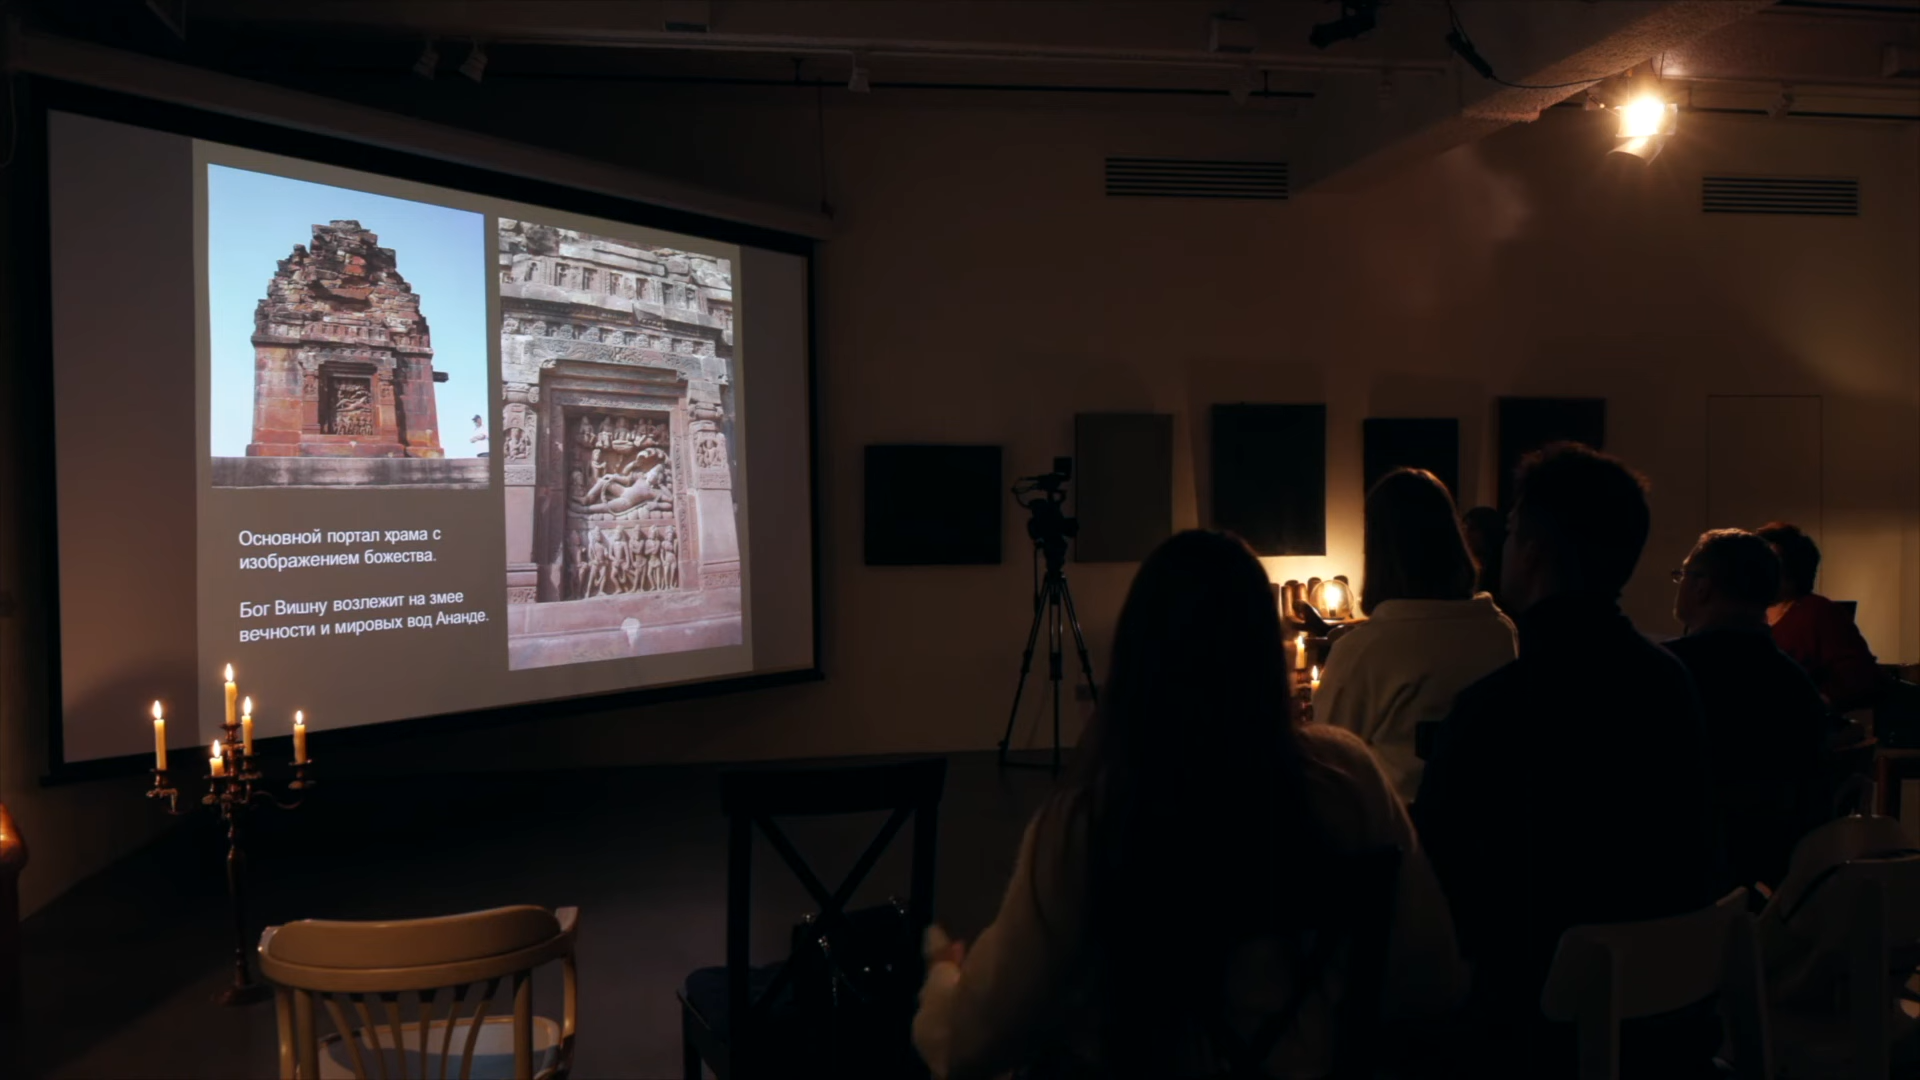 Основной портал храма с
изображением божества.
Бог Вишну возлежит на змее
вечности и мировых вод Ананде.